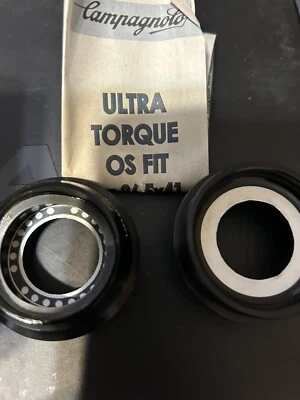 Campagnolo
ULTRA
TORQUE
OS FIT